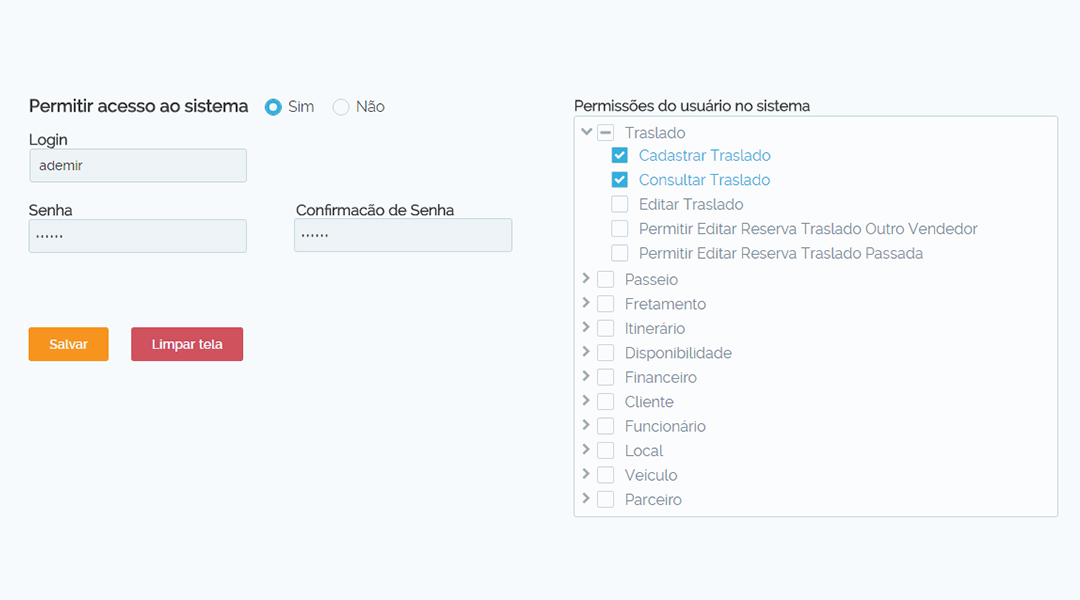 Permitir acesso ao sistema Sim Não
Login
ademir
Senha Confirmacão de Senha
•••••• ••••••
Salvar Limpar tela
Permissões do usuário no sistema
Traslado
Cadastrar Traslado
Consultar Traslado
Editar Traslado
Permitir Editar Reserva Traslado Outro Vendedor
Permitir Editar Reserva Traslado Passada
Passeio
Fretamento
Itinerário
Disponibilidade
Financeiro
Cliente
Funcionário
Local
Veículo
Parceiro